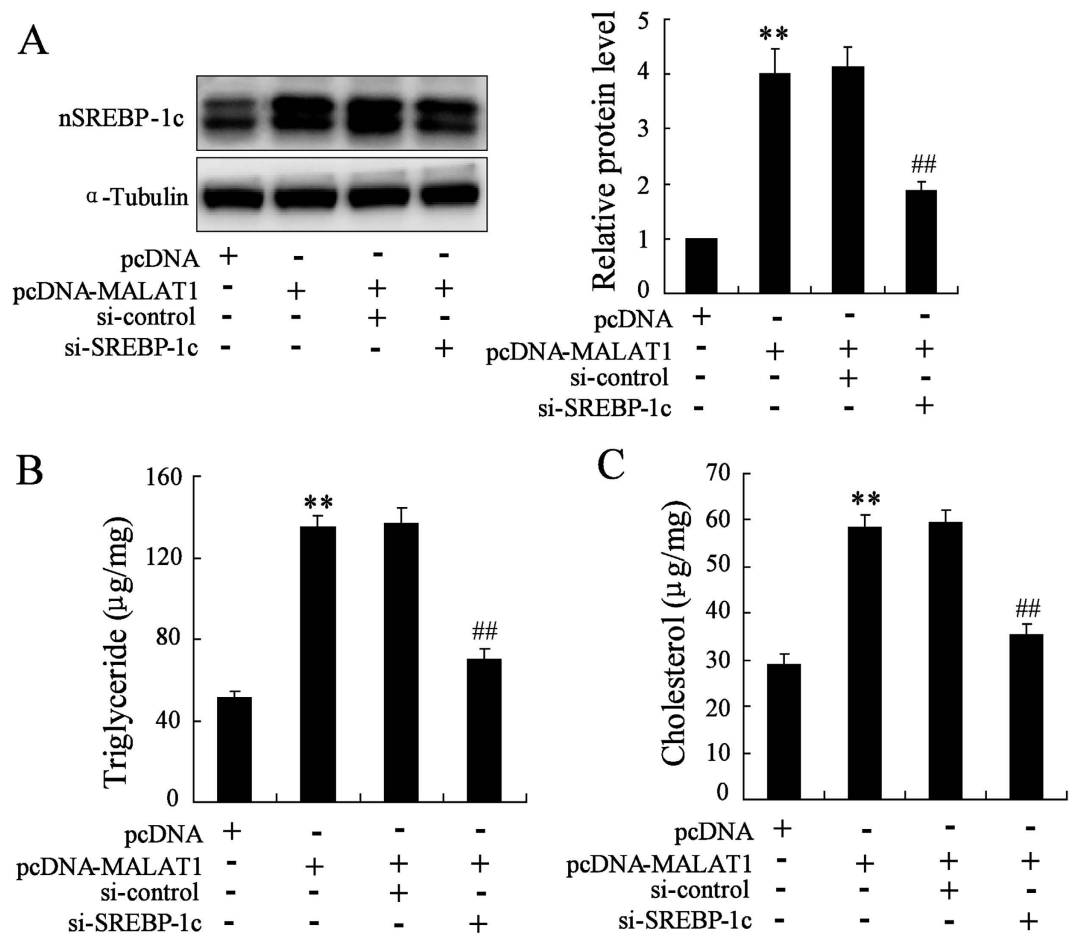 A
nSREBP-1c
α-Tubulin
pcDNA + - - -
pcDNA-MALAT1 - + + +
si-control - - + -
si-SREBP-1c - - - +
Relative protein level
5
4
3
2
1
0
**
##
pcDNA + - - -
pcDNA-MALAT1 - + + +
si-control - - + -
si-SREBP-1c - - - +
B
Triglyceride (μg/mg)
160
120
80
40
0
**
##
pcDNA + - - -
pcDNA-MALAT1 - + + +
si-control - - + -
si-SREBP-1c - - - +
C
Cholesterol (μg/mg)
70
60
50
40
30
20
10
0
**
##
pcDNA + - - -
pcDNA-MALAT1 - + + +
si-control - - + -
si-SREBP-1c - - - +